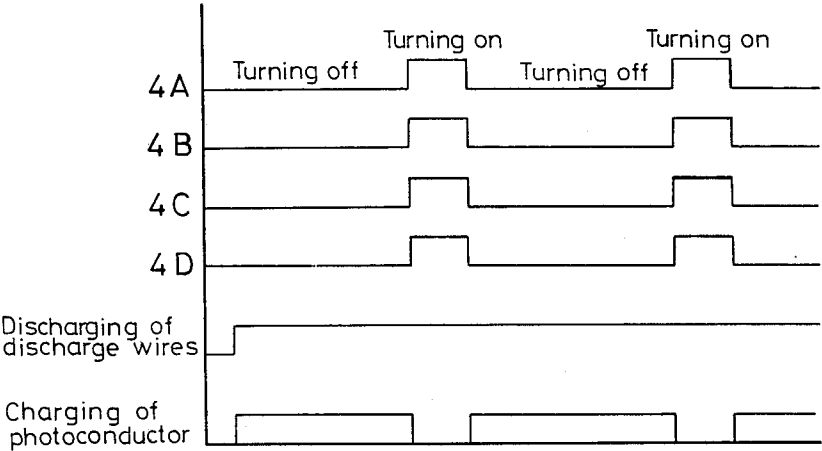 Turning on Turning on
Turning off Turning off
4A
4B
4C
4D
Discharging of
discharge wires
Charging of
photoconductor